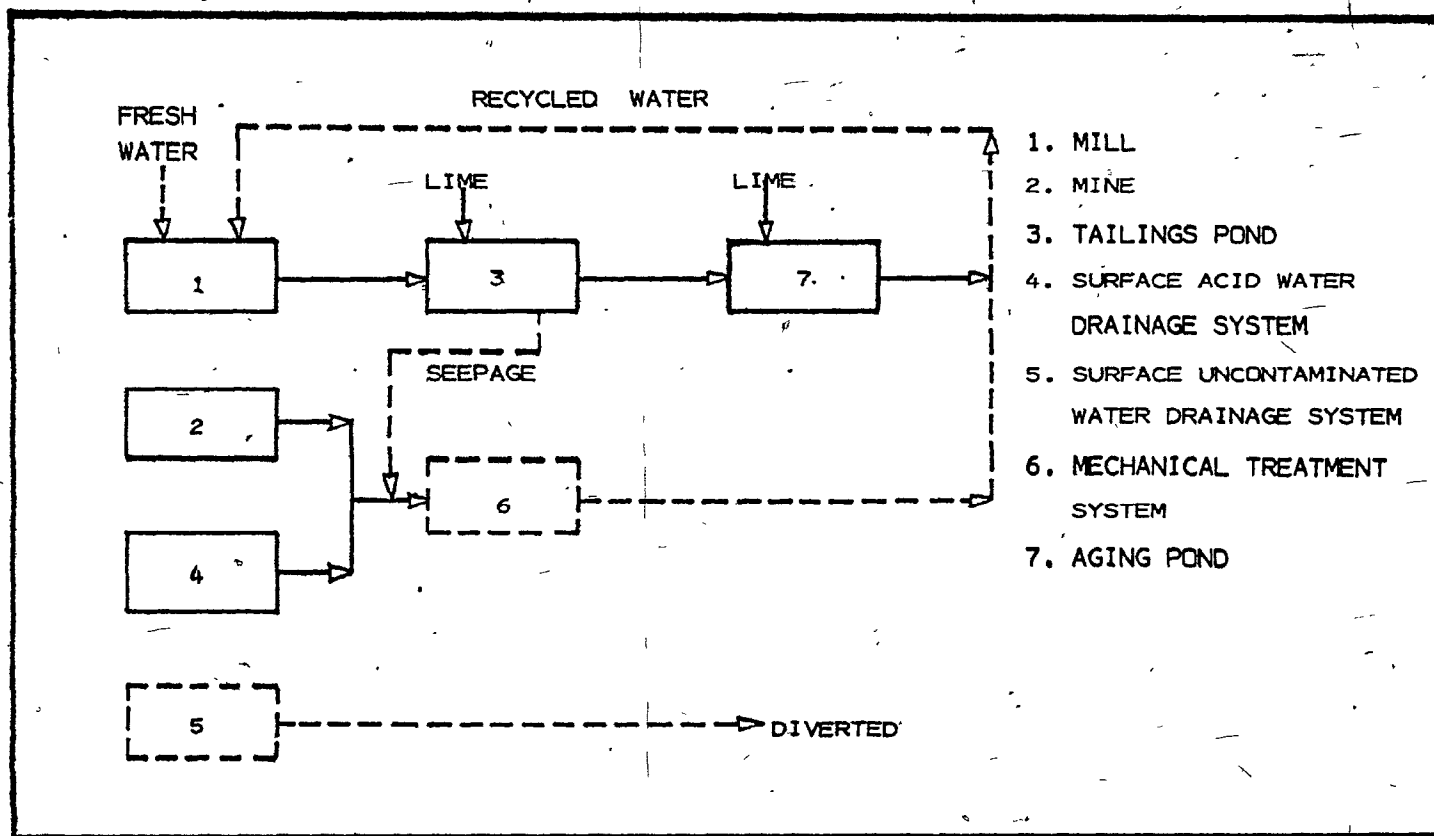 RECYCLED WATER
FRESH
WATER
LIME
LIME
1
3
7.
SEEPAGE
2
6
4
5
DIVERTED
1. MILL
2. MINE
3. TAILINGS POND
4. SURFACE ACID WATER
DRAINAGE SYSTEM
5. SURFACE UNCONTAMINATED
WATER DRAINAGE SYSTEM
6. MECHANICAL TREATMENT
SYSTEM
7. AGING POND